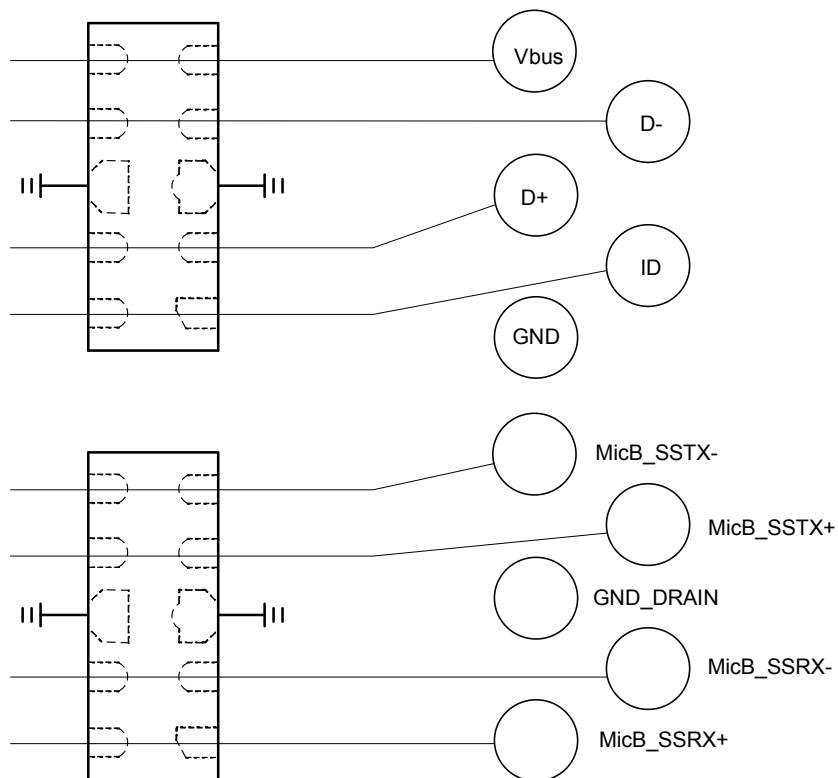 Vbus
D-
D+
ID
GND
MicB_SSTX-
MicB_SSTX+
GND_DRAIN
MicB_SSRX-
MicB_SSRX+